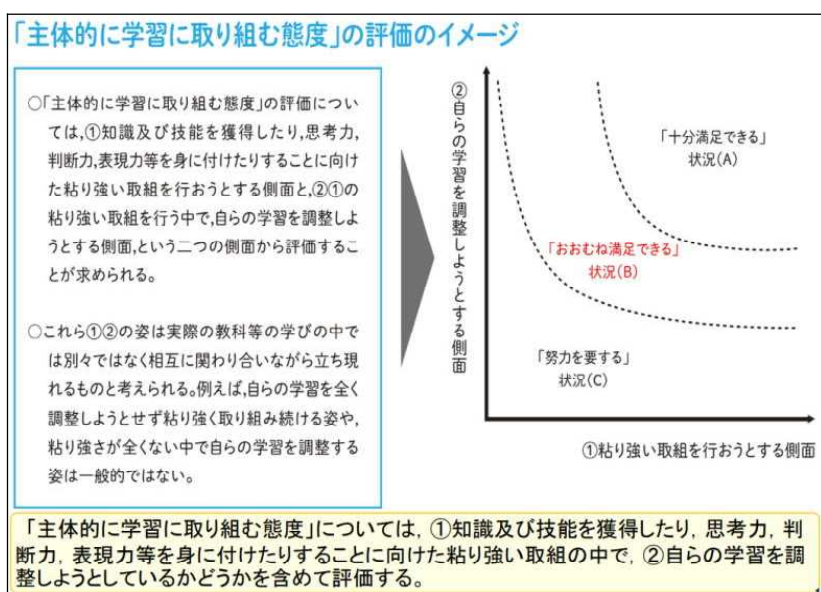 「主体的に学習に取り組む態度」の評価のイメージ
○「主体的に学習に取り組む態度」の評価につい
ては,①知識及び技能を獲得したり,思考力,
判断力,表現力等を身に付けたりすることに向け
た粘り強い取組を行おうとする側面と,②①の
粘り強い取組を行う中で,自らの学習を調整しよ
うとする側面,という二つの側面から評価するこ
とが求められる。
○これら①②の姿は実際の教科等の学びの中で
は別々ではなく相互に関わり合いながら立ち現
れるものと考えられる。例えば,自らの学習を全く
調整しようとせず粘り強く取り組み続ける姿や,
粘り強さが全くない中で自らの学習を調整する
姿は一般的ではない。
②自らの学習を調整しようとする側面
「十分満足できる」
状況(A)
「おおむね満足できる」
状況(B)
「努力を要する」
状況(C)
①粘り強い取組を行おうとする側面
「主体的に学習に取り組む態度」については, ①知識及び技能を獲得したり, 思考力, 判
断力, 表現力等を身に付けたりすることに向けた粘り強い取組の中で, ②自らの学習を調
整しようとしているかどうかを含めて評価する。